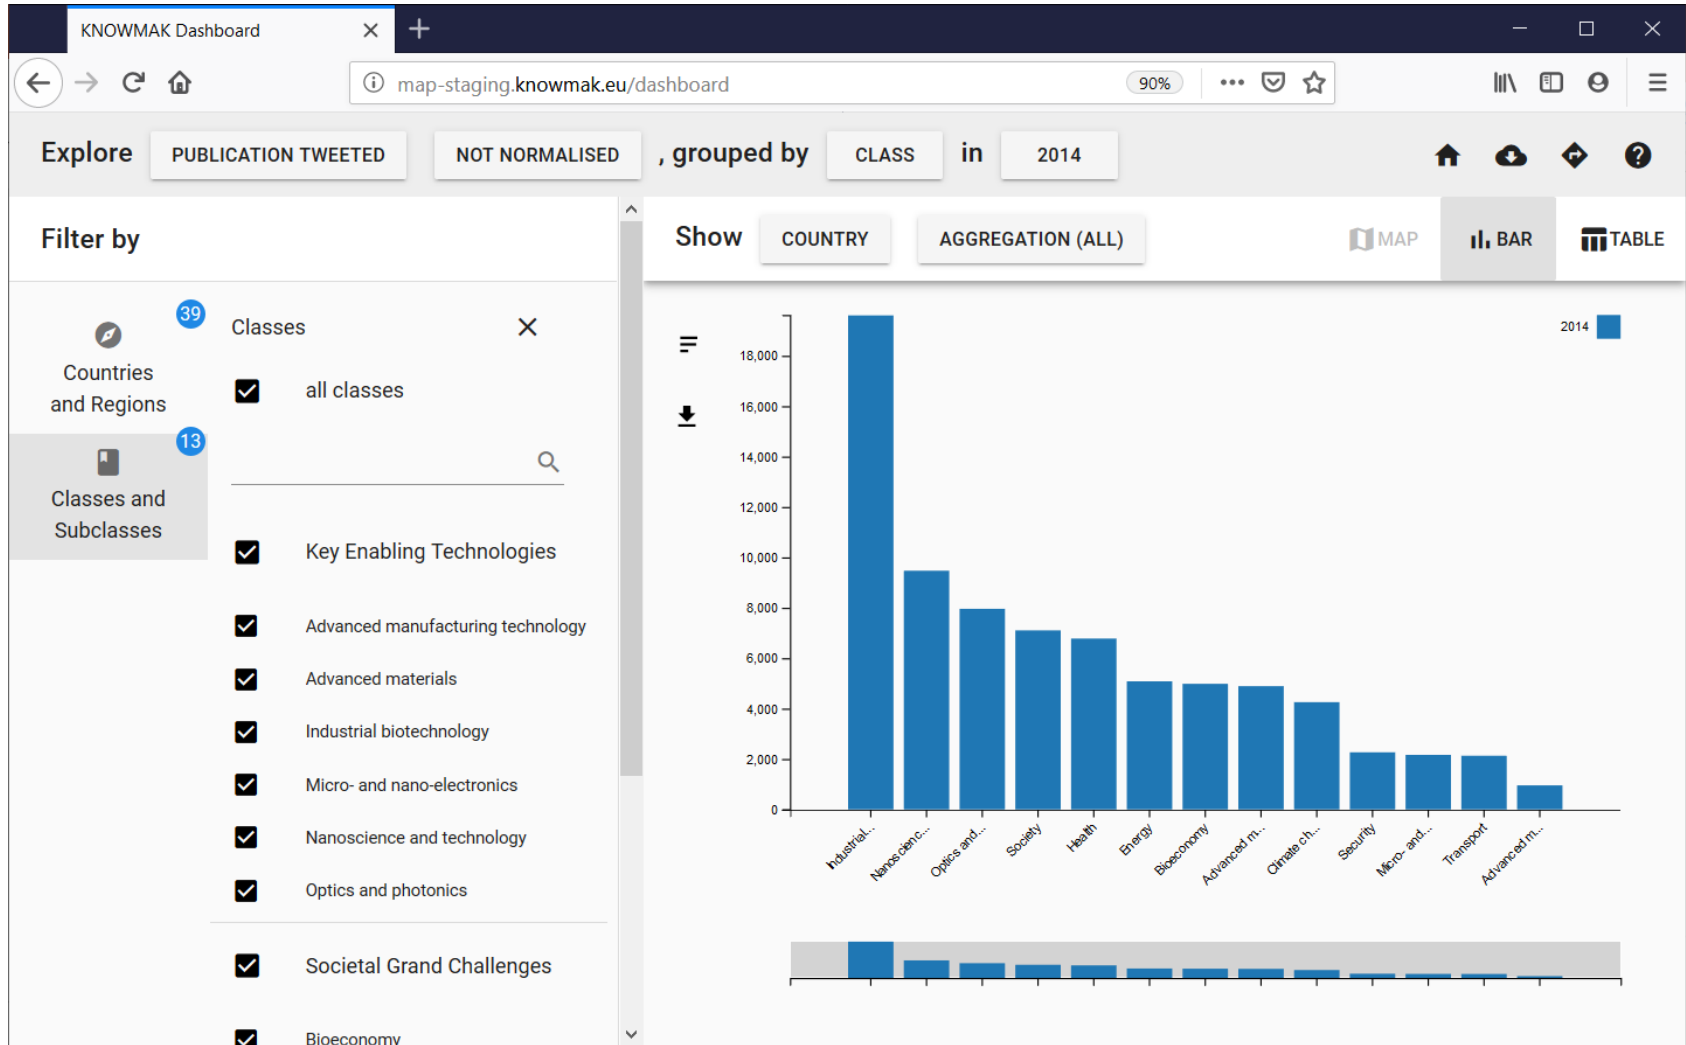 KNOWMAK Dashboard
map-staging.knowmak.eu/dashboard
90%
Explore PUBLICATION TWEETED NOT NORMALISED , grouped by CLASS in 2014
Filter by
39
Countries
and Regions
13
Classes and
Subclasses
Classes
all classes
Key Enabling Technologies
Advanced manufacturing technology
Advanced materials
Industrial biotechnology
Micro- and nano-electronics
Nanoscience and technology
Optics and photonics
Societal Grand Challenges
Bioeconomy
Show COUNTRY AGGREGATION (ALL) MAP BAR TABLE
2014
18,000
16,000
14,000
12,000
10,000
8,000
6,000
4,000
2,000
0
Industrial...
Nanoscienc...
Optics and...
Society
Health
Energy
Bioeconomy
Advanced m...
Climate ch...
Security
Micro- and...
Transport
Advanced m...